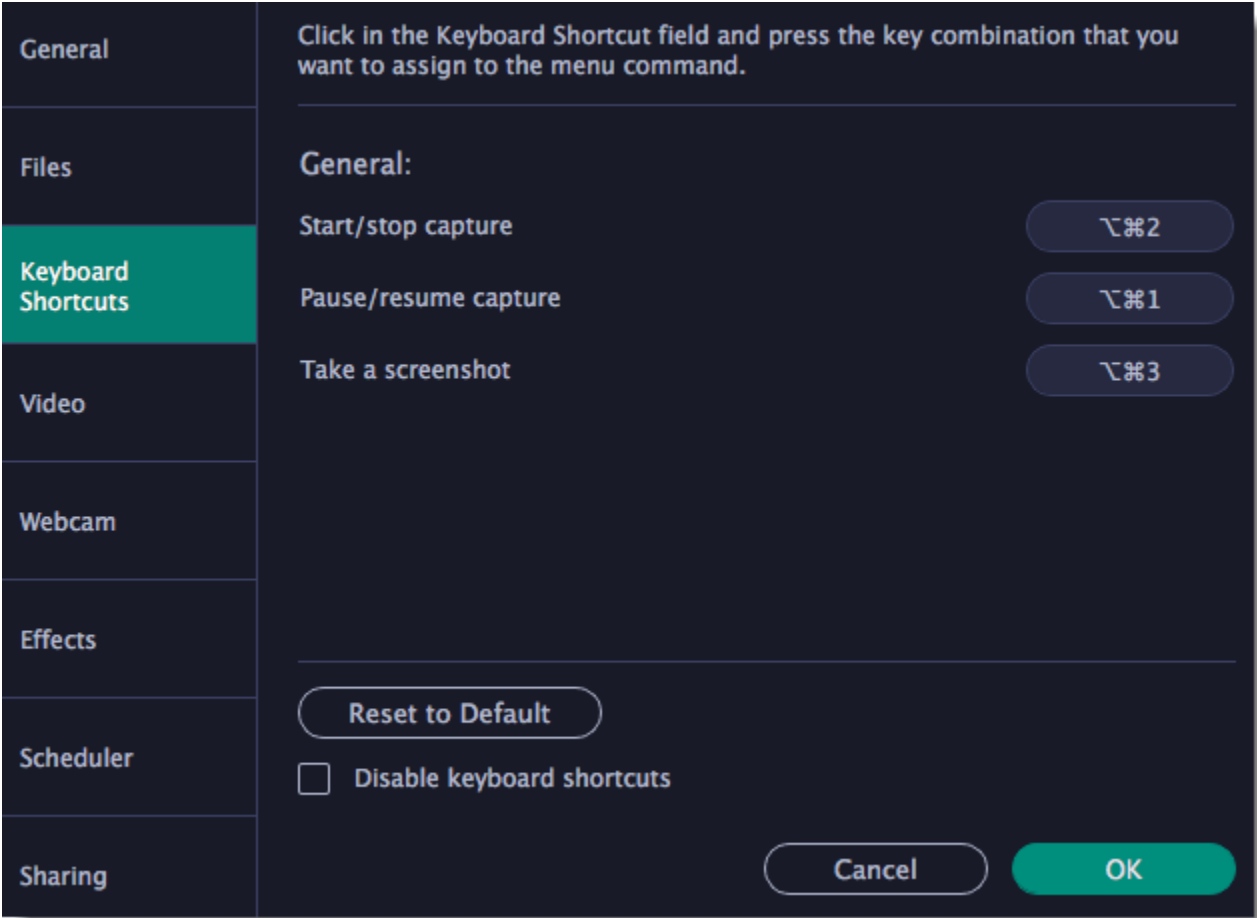 General
Files
Keyboard
Shortcuts
Video
Webcam
Effects
Scheduler
Sharing
Click in the Keyboard Shortcut field and press the key combination that you
want to assign to the menu command.
General:
Start/stop capture ⌥⌘2
Pause/resume capture ⌥⌘1
Take a screenshot ⌥⌘3
Reset to Default
Disable keyboard shortcuts
Cancel OK